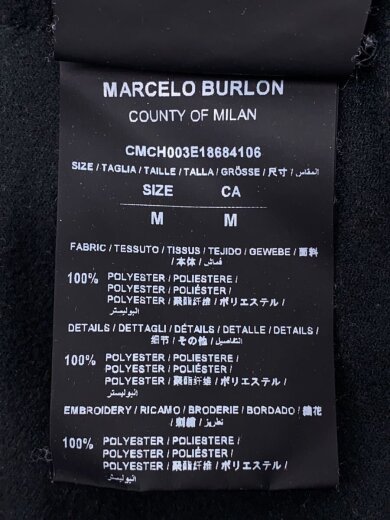 MARCELO BURLON
COUNTY OF MILAN
CMCH003E18684106
SIZE / TAGLIA / TAILLE / TALLA / GRÖSSE / 尺寸 / المقاس
SIZE CA
M M
FABRIC / TESSUTO / TISSUS / TEJIDO / GEWEBE / 面料
/ 本体 / قماش
100% POLYESTER / POLIESTERE /
POLYESTER / POLIÉSTER /
POLYESTER / 聚酯纤维 / ポリエステル /
البوليستر
DETAILS / DETTAGLI / DÉTAILS / DETALLE / DETAILS /
细节 / その他 / التفاصيل
100% POLYESTER / POLIESTERE /
POLYESTER / POLIÉSTER /
POLYESTER / 聚酯纤维 / ポリエステル /
البوليستر
EMBROIDERY / RICAMO / BRODERIE / BORDADO / 绣花
/ 刺繍 / تطريز
100% POLYESTER / POLIESTERE /
POLYESTER / POLIÉSTER /
POLYESTER / 聚酯纤维 / ポリエステル /
البوليستر